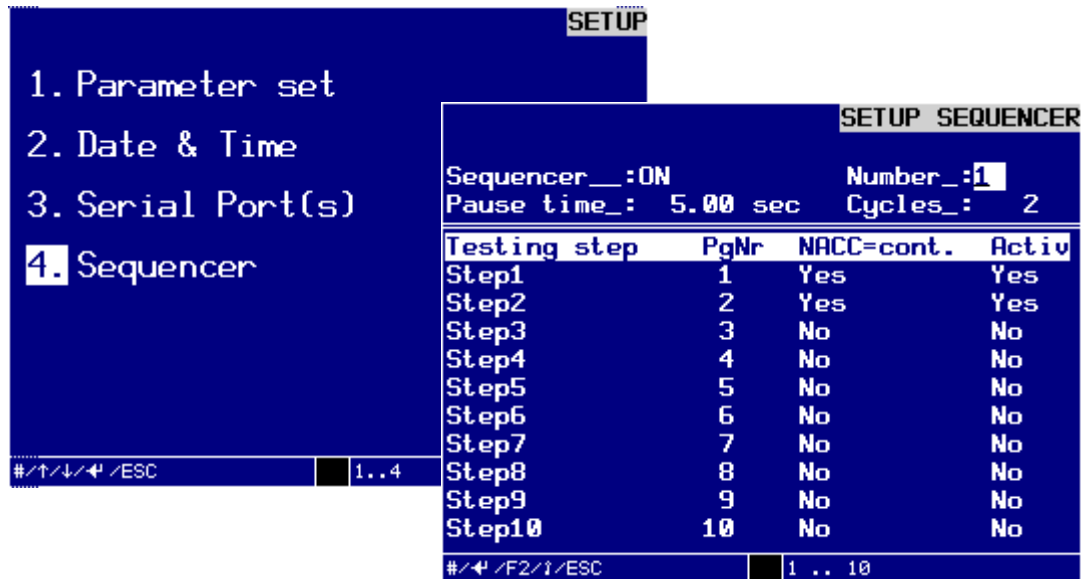 SETUP
1. Parameter set
2. Date & Time
3. Serial Port(s)
4. Sequencer
#/↑/↓/↵ /ESC 1..4
SETUP SEQUENCER
Sequencer__:ON Number_:1
Pause time_: 5.00 sec Cycles_: 2
Testing step PgNr NACC=cont. Activ
Step1 1 Yes Yes
Step2 2 Yes Yes
Step3 3 No No
Step4 4 No No
Step5 5 No No
Step6 6 No No
Step7 7 No No
Step8 8 No No
Step9 9 No No
Step10 10 No No
#/↵ /F2/↕/ESC 1 .. 10